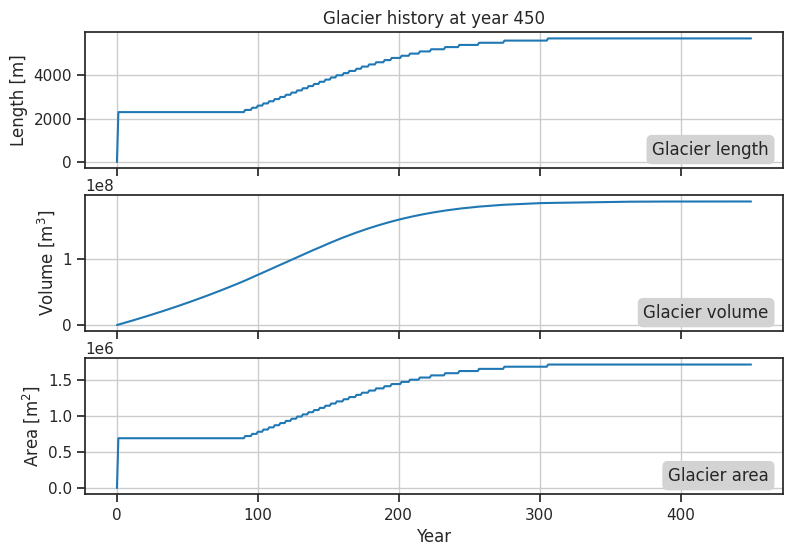 Glacier history at year 450
Length [m]
4000
2000
0
Glacier length
1e8
Volume [m³]
1
0
Glacier volume
1e6
Area [m²]
1.5
1.0
0.5
0.0
Glacier area
0 100 200 300 400
Year